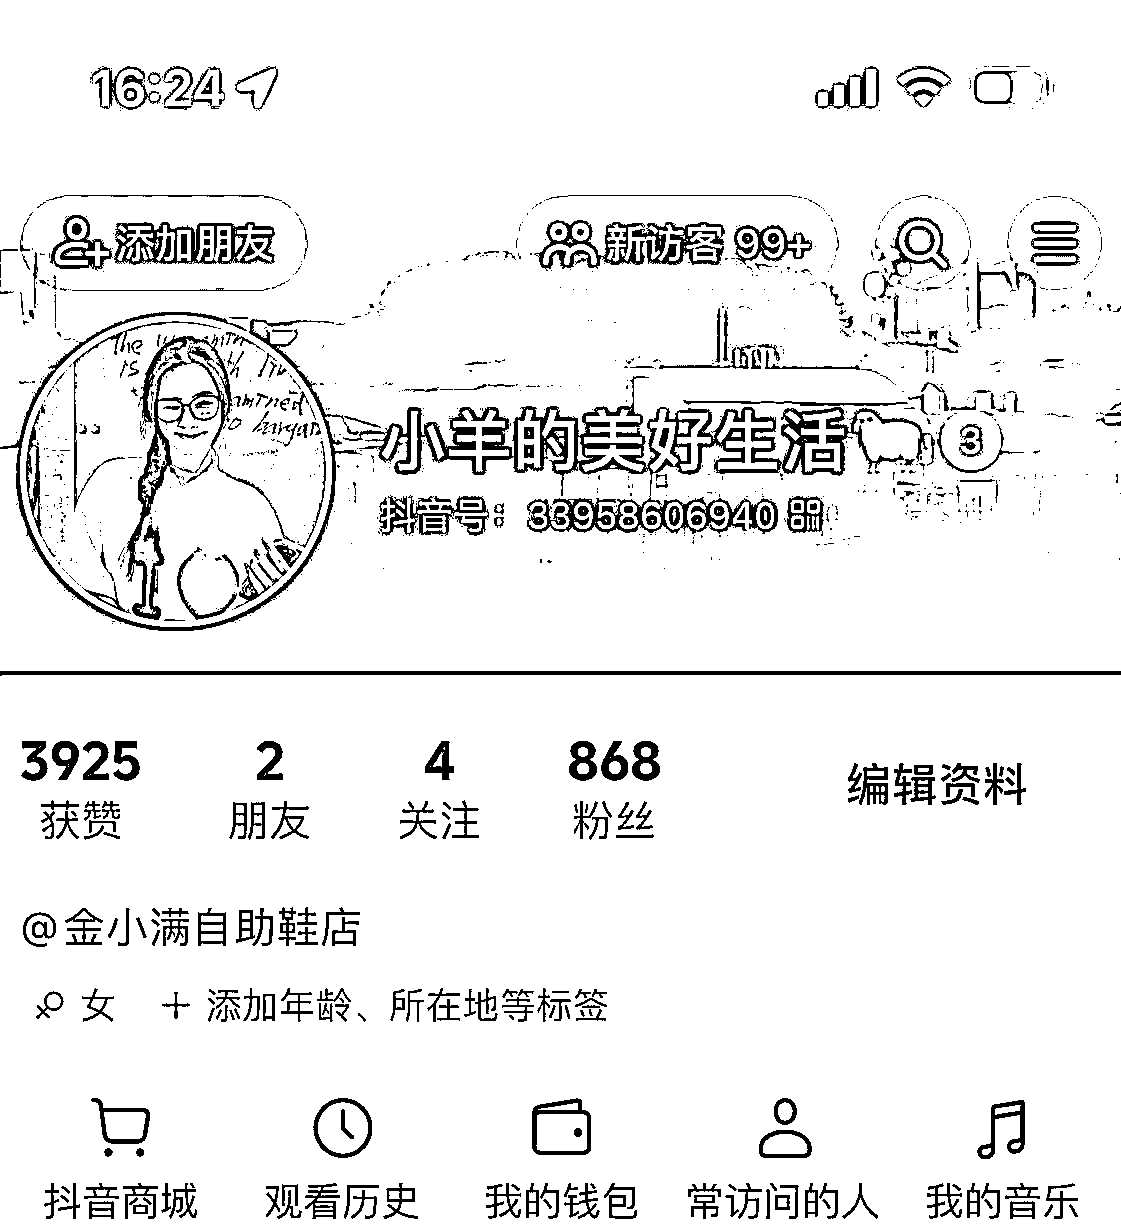 16:24
添加朋友 新访客 99+
小羊的美好生活 3
抖音号: 33958606940
3925 2 4 868
获赞 朋友 关注 粉丝 编辑资料
@金小满自助鞋店
女 + 添加年龄、所在地等标签
抖音商城 观看历史 我的钱包 常访问的人 我的音乐